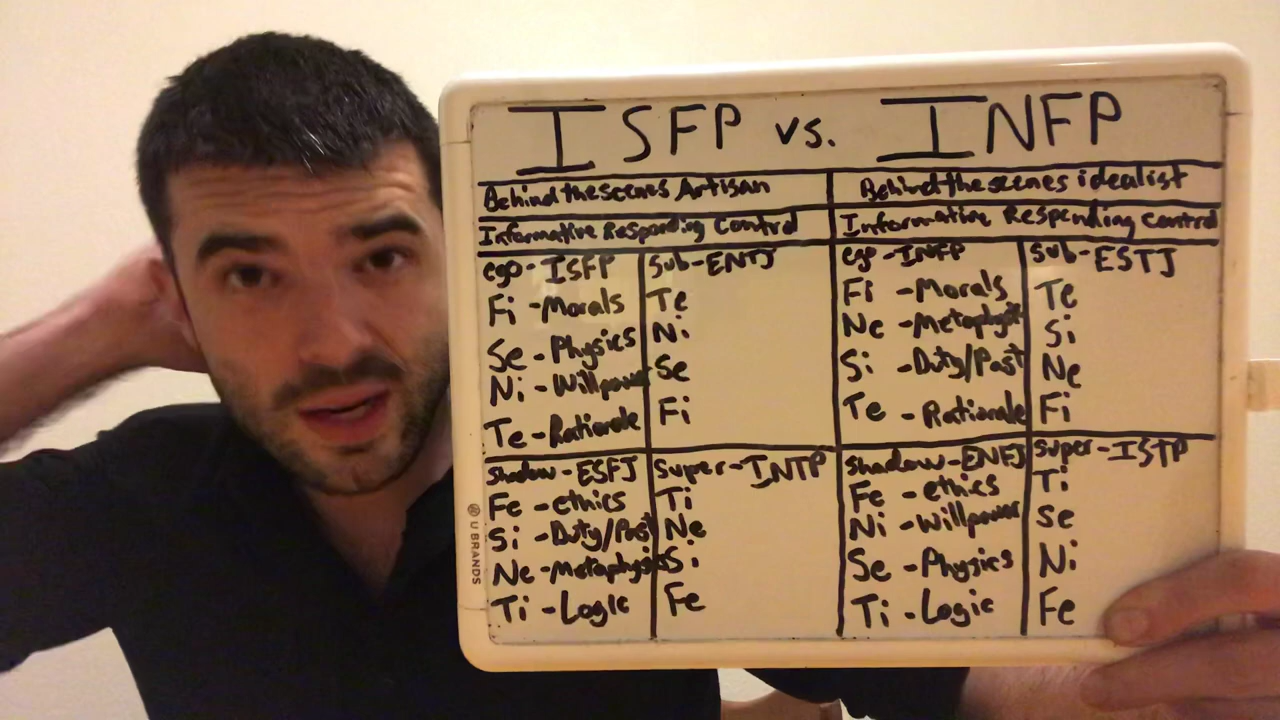 ISFP vs. INFP
Behind the scenes Artisan
Behind the scenes idealist
Informative Responding Control
Informative Responding Control
ego - ISFP
Fi - Morals
Se - Physics
Ni - Willpower
Te - Rationale
Sub - ENTJ
Te
Ni
Se
Fi
ego - INFP
Fi - Morals
Ne - Metaphysics
Si - Duty/Past
Te - Rationale
Sub - ESTJ
Te
Si
Ne
Fi
shadow - ESFJ
Fe - ethics
Si - Duty/Past
Ne - Metaphysics
Ti - Logic
Super - INTP
Ti
Ne
Si
Fe
shadow - ENFJ
Fe - ethics
Ni - Willpower
Se - Physics
Ti - Logic
Super - ISTP
Ti
Se
Ni
Fe
U BRANDS